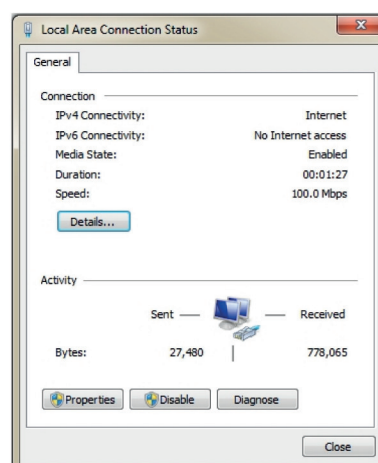 Local Area Connection Status
General
Connection
IPv4 Connectivity: Internet
IPv6 Connectivity: No Internet access
Media State: Enabled
Duration: 00:01:27
Speed: 100.0 Mbps
Details...
Activity
Sent Received
Bytes: 27,480 778,065
Properties Disable Diagnose
Close